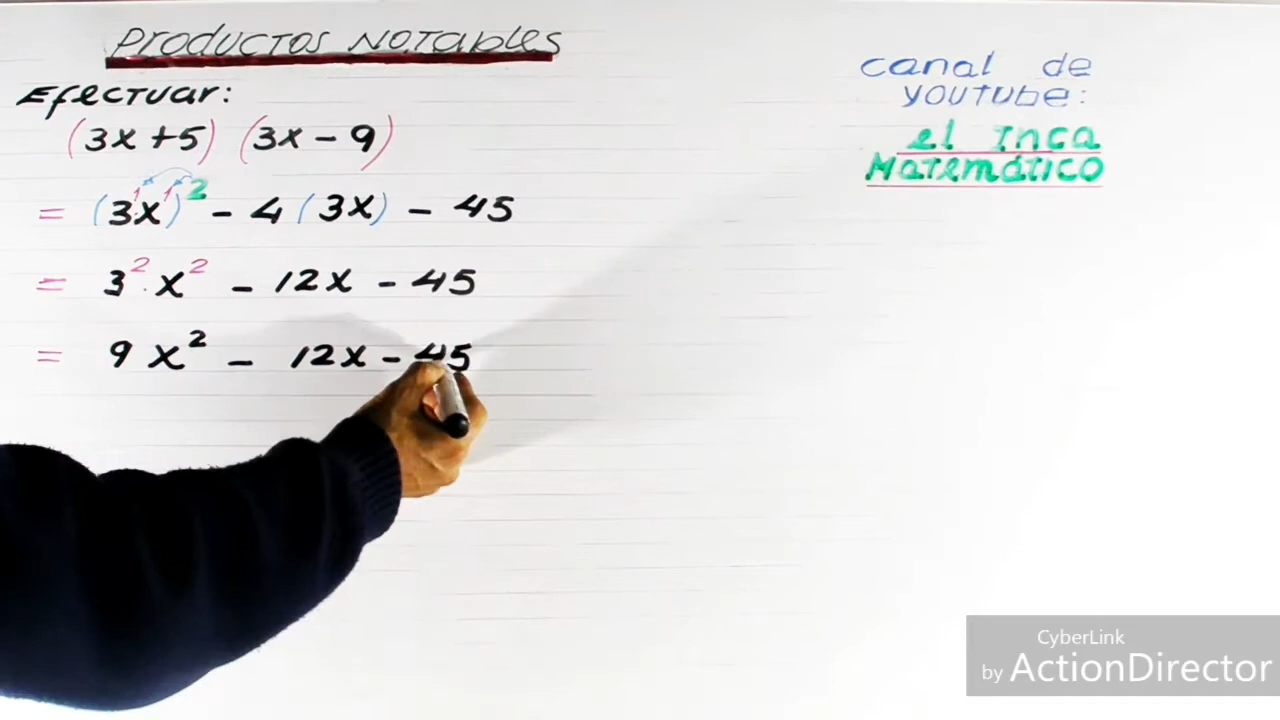 Productos Notables
Efectuar:
(3x + 5) (3x - 9)
= (3¹x¹)² - 4 (3x) - 45
= 3² · x² - 12x - 45
= 9x² - 12x - 45
canal de
youtube:
el Inca
Matemático
CyberLink
by ActionDirector